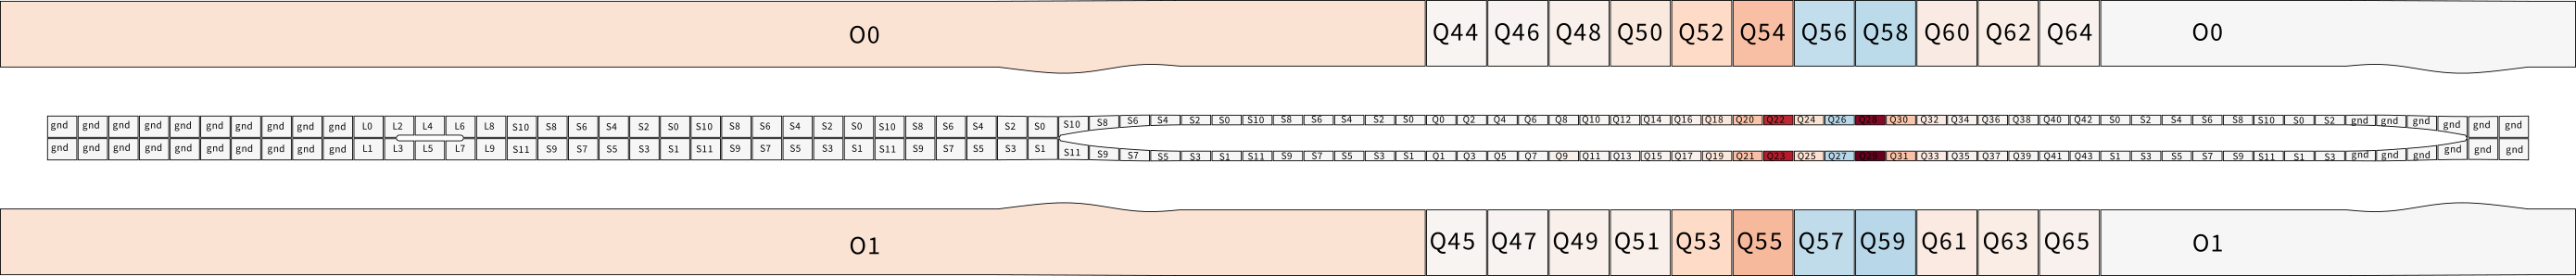 O0 Q44 Q46 Q48 Q50 Q52 Q54 Q56 Q58 Q60 Q62 Q64 O0
gnd gnd gnd gnd gnd gnd gnd gnd gnd gnd L0 L2 L4 L6 L8 S10 S8 S6 S4 S2 S0 S10 S8 S6 S4 S2 S0 S10 S8 S6 S4 S2 S0 S10 S8 S6 S4 S2 S0 S10 S8 S6 S4 S2 S0 Q0 Q2 Q4 Q6 Q8 Q10 Q12 Q14 Q16 Q18 Q20 Q22 Q24 Q26 Q28 Q30 Q32 Q34 Q36 Q38 Q40 Q42 S0 S2 S4 S6 S8 S10 S0 S2 gnd gnd gnd gnd gnd gnd
gnd gnd gnd gnd gnd gnd gnd gnd gnd gnd L1 L3 L5 L7 L9 S11 S9 S7 S5 S3 S1 S11 S9 S7 S5 S3 S1 S11 S9 S7 S5 S3 S1 S11 S9 S7 S5 S3 S1 S11 S9 S7 S5 S3 S1 Q1 Q3 Q5 Q7 Q9 Q11 Q13 Q15 Q17 Q19 Q21 Q23 Q25 Q27 Q29 Q31 Q33 Q35 Q37 Q39 Q41 Q43 S1 S3 S5 S7 S9 S11 S1 S3 gnd gnd gnd gnd gnd gnd
O1 Q45 Q47 Q49 Q51 Q53 Q55 Q57 Q59 Q61 Q63 Q65 O1